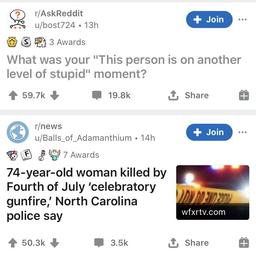 r/AskReddit
u/bost724 • 13h
+ Join
3 Awards
What was your "This person is on another
level of stupid" moment?
59.7k
19.8k
Share
r/news
u/Balls_of_Adamanthium • 14h
+ Join
7 Awards
74-year-old woman killed by
Fourth of July ‘celebratory
gunfire,’ North Carolina
police say
wfxrtv.com
50.3k
3.5k
Share